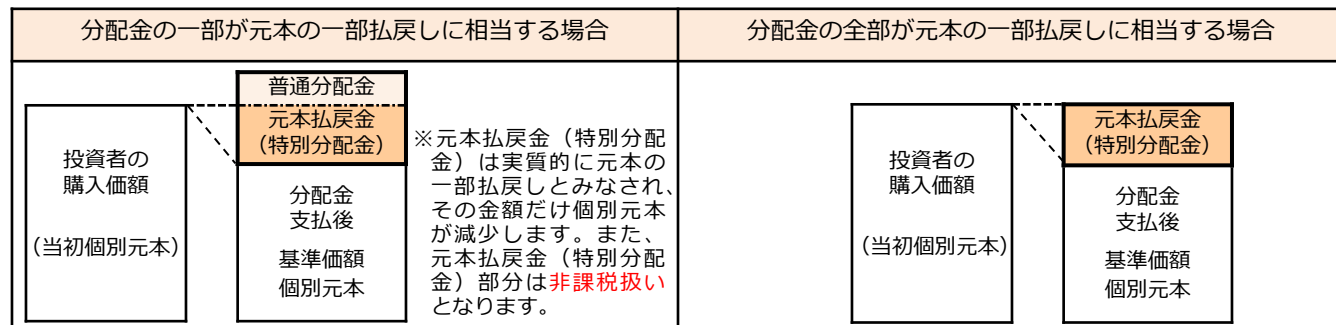 分配金の一部が元本の一部払戻しに相当する場合
分配金の全部が元本の一部払戻しに相当する場合
投資者の
購入価額
(当初個別元本)
普通分配金
元本払戻金
(特別分配金)
分配金
支払後
基準価額
個別元本
※元本払戻金(特別分配
金)は実質的に元本の
一部払戻しとみなされ、
その金額だけ個別元本
が減少します。また、
元本払戻金(特別分配
金)部分は非課税扱い
となります。
投資者の
購入価額
(当初個別元本)
元本払戻金
(特別分配金)
分配金
支払後
基準価額
個別元本